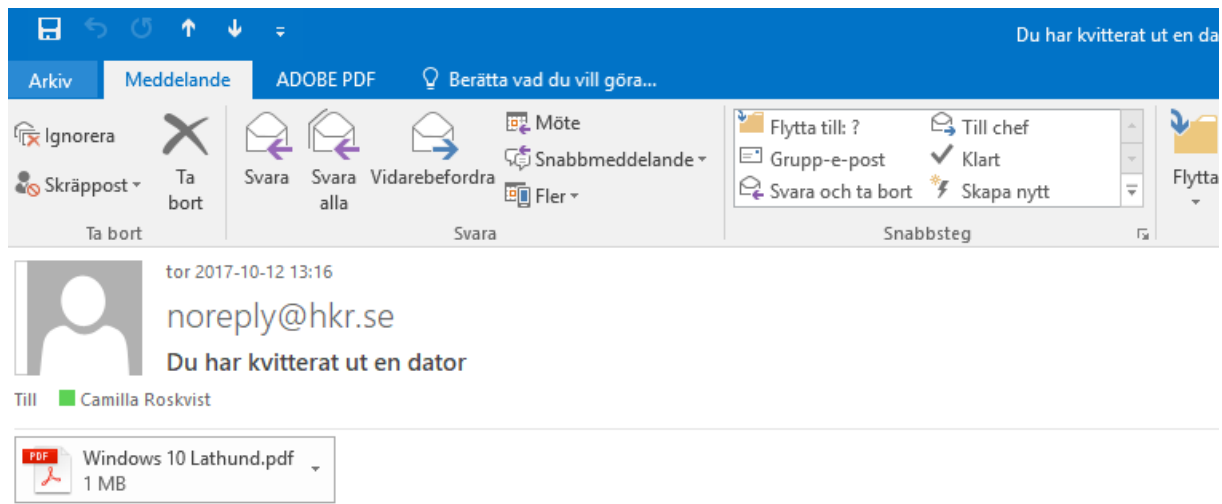 Du har kvitterat ut en da
Arkiv Meddelande ADOBE PDF Berätta vad du vill göra...
Ignorera
Skräppost
Ta bort
Svara
Svara alla
Vidarebefordra
Möte
Snabbmeddelande
Fler
Flytta till: ?
Grupp-e-post
Svara och ta bort
Till chef
Klart
Skapa nytt
Flytta
Ta bort
Svara
Snabbsteg
tor 2017-10-12 13:16
noreply@hkr.se
Du har kvitterat ut en dator
Till Camilla Roskvist
PDF
Windows 10 Lathund.pdf
1 MB